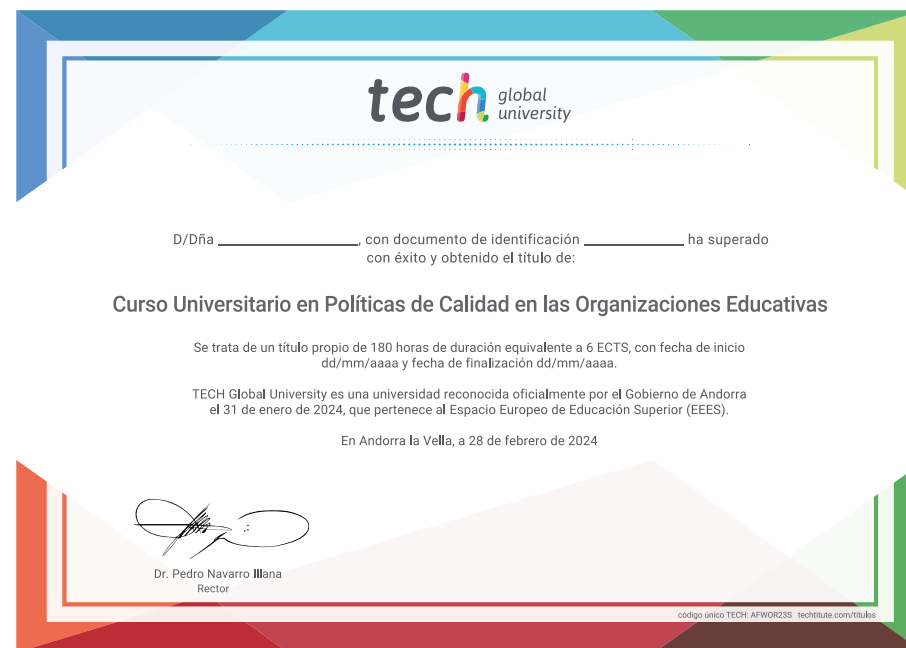 tech global university
D/Dña ____________________, con documento de identificación ______________ ha superado
con éxito y obtenido el título de:
Curso Universitario en Políticas de Calidad en las Organizaciones Educativas
Se trata de un título propio de 180 horas de duración equivalente a 6 ECTS, con fecha de inicio
dd/mm/aaaa y fecha de finalización dd/mm/aaaa.
TECH Global University es una universidad reconocida oficialmente por el Gobierno de Andorra
el 31 de enero de 2024, que pertenece al Espacio Europeo de Educación Superior (EEES).
En Andorra la Vella, a 28 de febrero de 2024
Dr. Pedro Navarro Illana
Rector
código único TECH: AFWOR23S techtitute.com/titulos